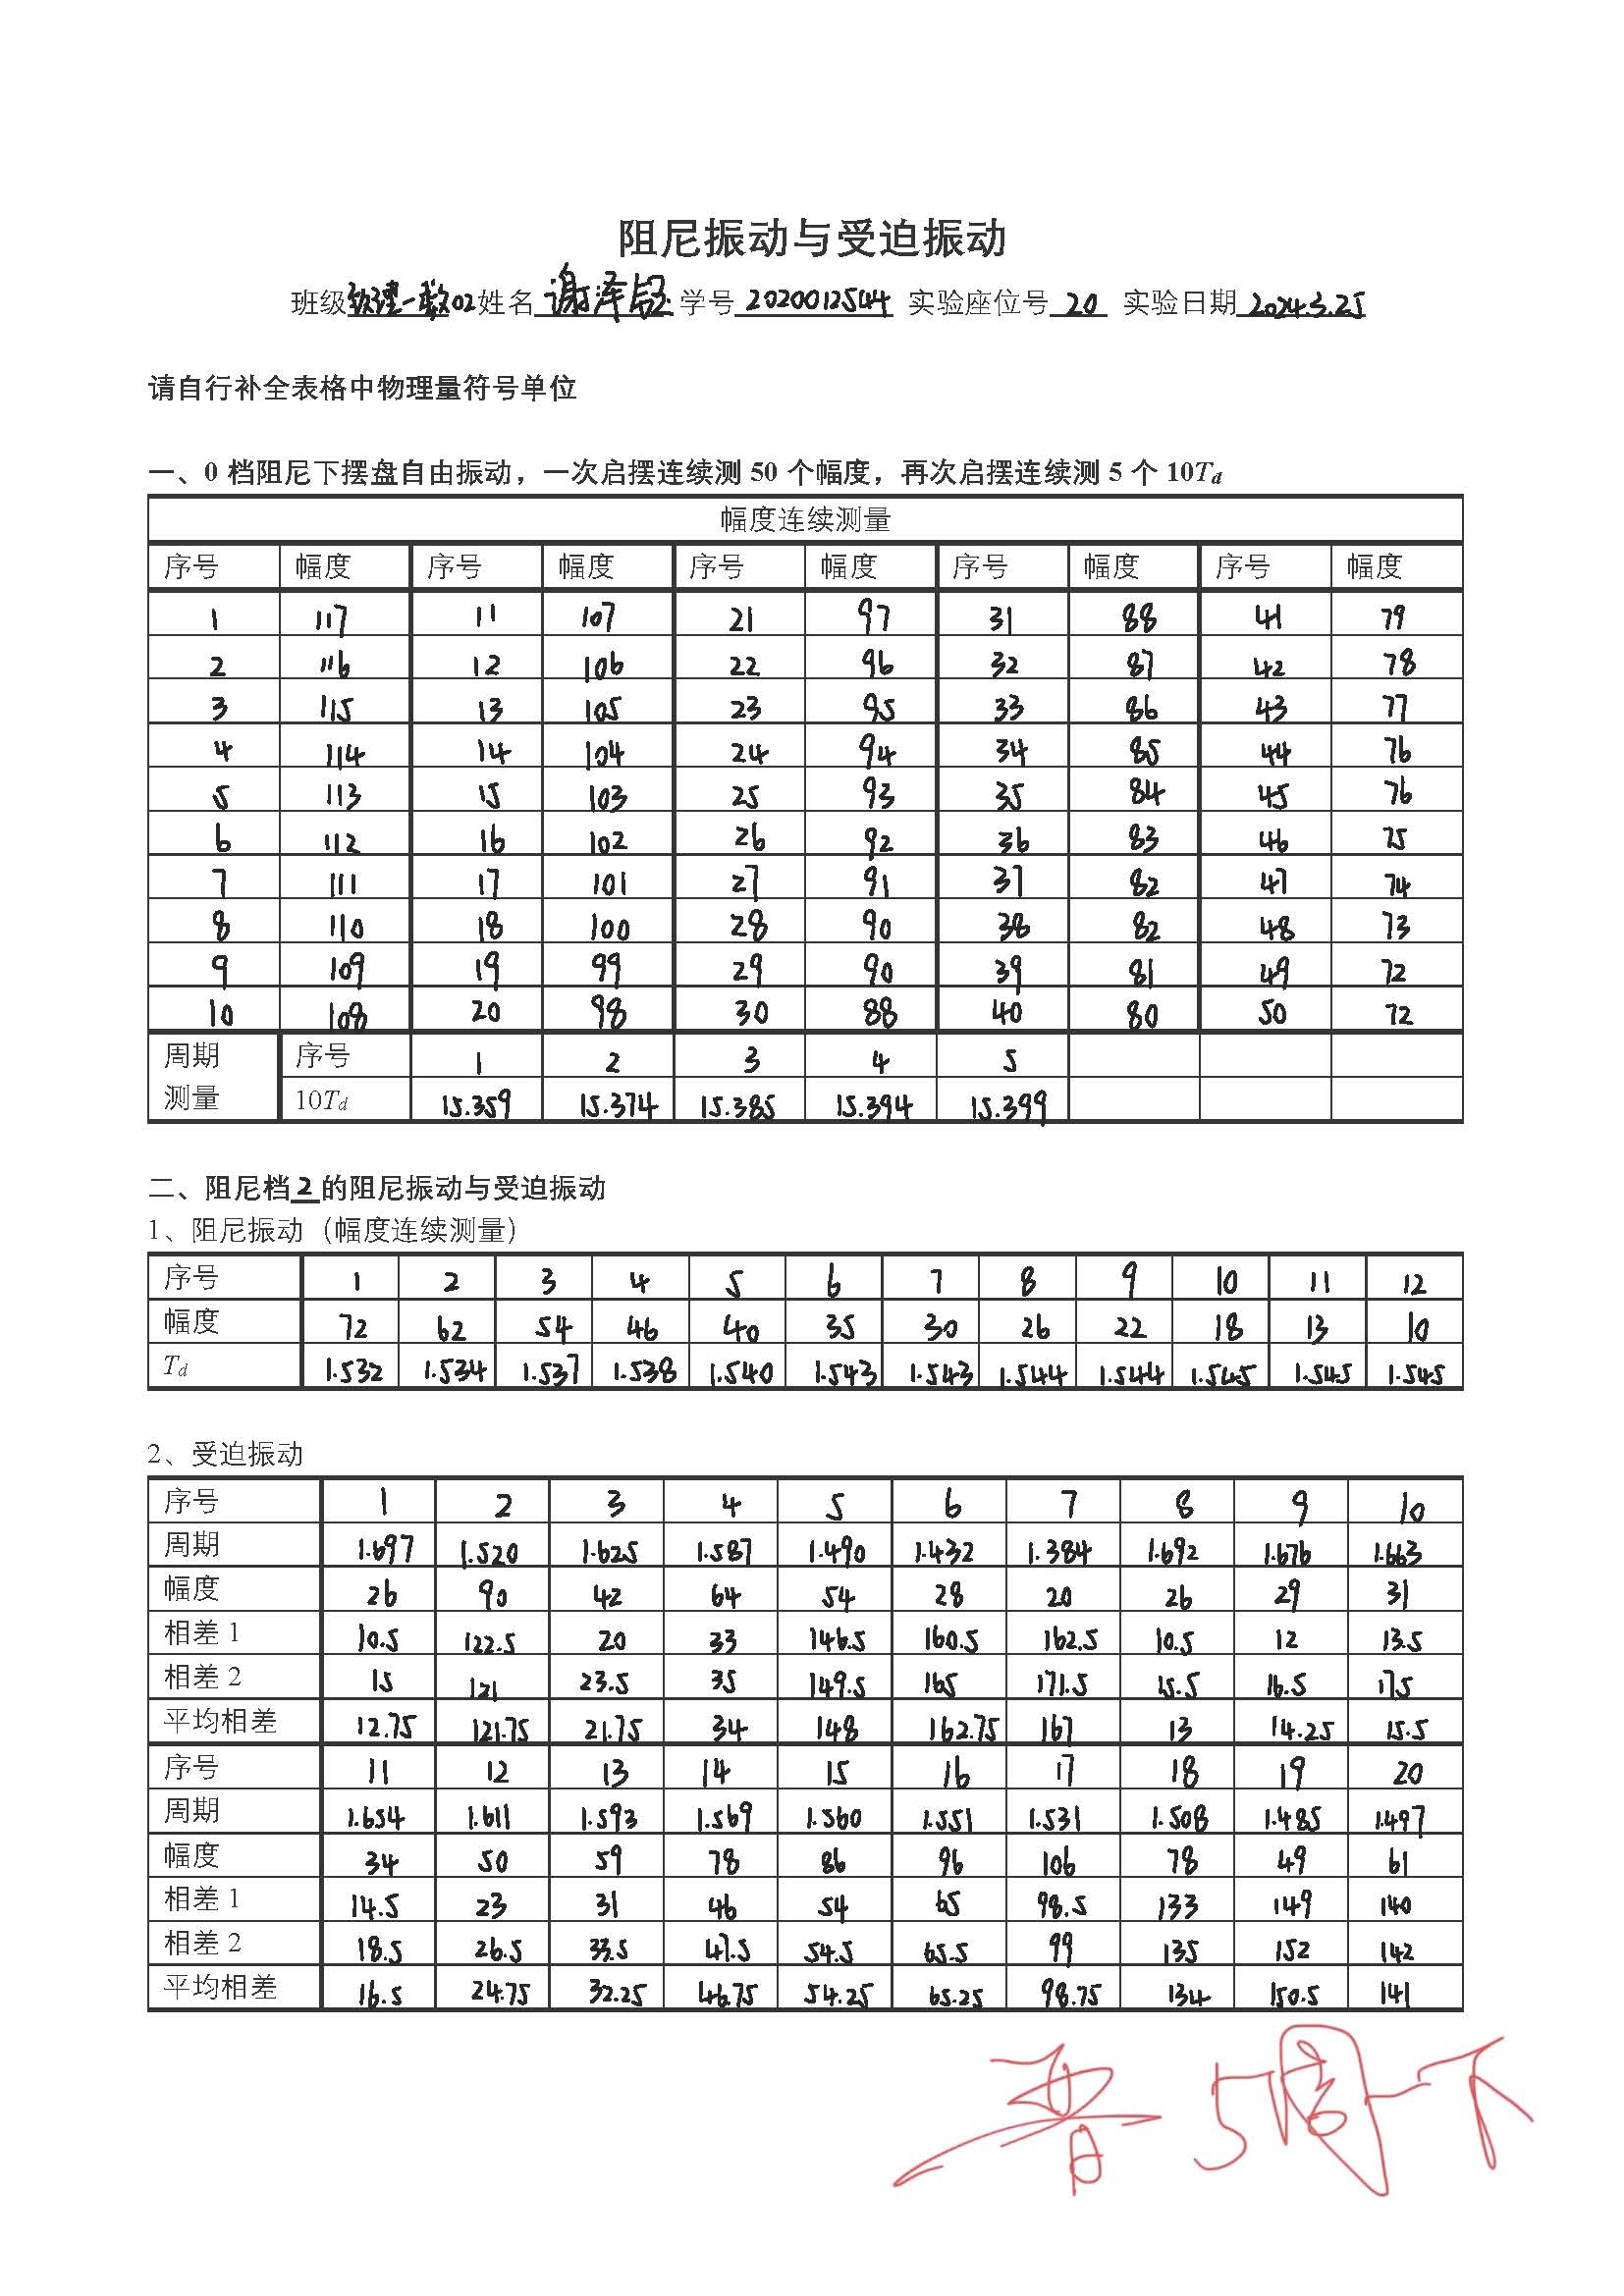 阻尼振动与受迫振动
班级 数理一02 姓名 谢泽 学号 2020012544 实验座位号 20 实验日期 2024.3.25
请自行补全表格中物理量符号单位
一、0 档阻尼下摆盘自由振动，一次启摆连续测 50 个幅度，再次启摆连续测 5 个 10Td
幅度连续测量
序号 幅度 序号 幅度 序号 幅度 序号 幅度 序号 幅度
1 117 11 107 21 97 31 88 41 79
2 116 12 106 22 96 32 87 42 78
3 115 13 105 23 95 33 86 43 77
4 114 14 104 24 94 34 85 44 76
5 113 15 103 25 93 35 84 45 76
6 112 16 102 26 92 36 83 46 75
7 111 17 101 27 91 37 82 47 74
8 110 18 100 28 90 38 82 48 73
9 109 19 99 29 90 39 81 49 72
10 108 20 98 30 88 40 80 50 72
周期 序号 1 2 3 4 5
测量 10Td 15.359 15.374 15.385 15.394 15.399
二、阻尼档 2 的阻尼振动与受迫振动
1、阻尼振动（幅度连续测量）
序号 1 2 3 4 5 6 7 8 9 10 11 12
幅度 72 62 54 46 40 35 30 26 22 18 13 10
Td 1.532 1.534 1.537 1.538 1.540 1.543 1.543 1.544 1.544 1.545 1.545 1.545
2、受迫振动
序号 1 2 3 4 5 6 7 8 9 10
周期 1.697 1.520 1.625 1.587 1.490 1.432 1.384 1.692 1.676 1.663
幅度 26 90 42 64 54 28 20 26 29 31
相差 1 10.5 122.5 20 33 146.5 160.5 162.5 10.5 12 13.5
相差 2 15 121 23.5 35 149.5 165 171.5 15.5 16.5 17.5
平均相差 12.75 121.75 21.75 34 148 162.75 167 13 14.25 15.5
序号 11 12 13 14 15 16 17 18 19 20
周期 1.654 1.611 1.593 1.569 1.560 1.551 1.531 1.508 1.485 1.497
幅度 34 50 59 78 86 96 106 78 49 61
相差 1 14.5 23 31 46 54 65 98.5 133 149 140
相差 2 18.5 26.5 33.5 47.5 54.5 65.5 99 135 152 142
平均相差 16.5 24.75 32.25 46.75 54.25 65.25 98.75 134 150.5 141
5周一下